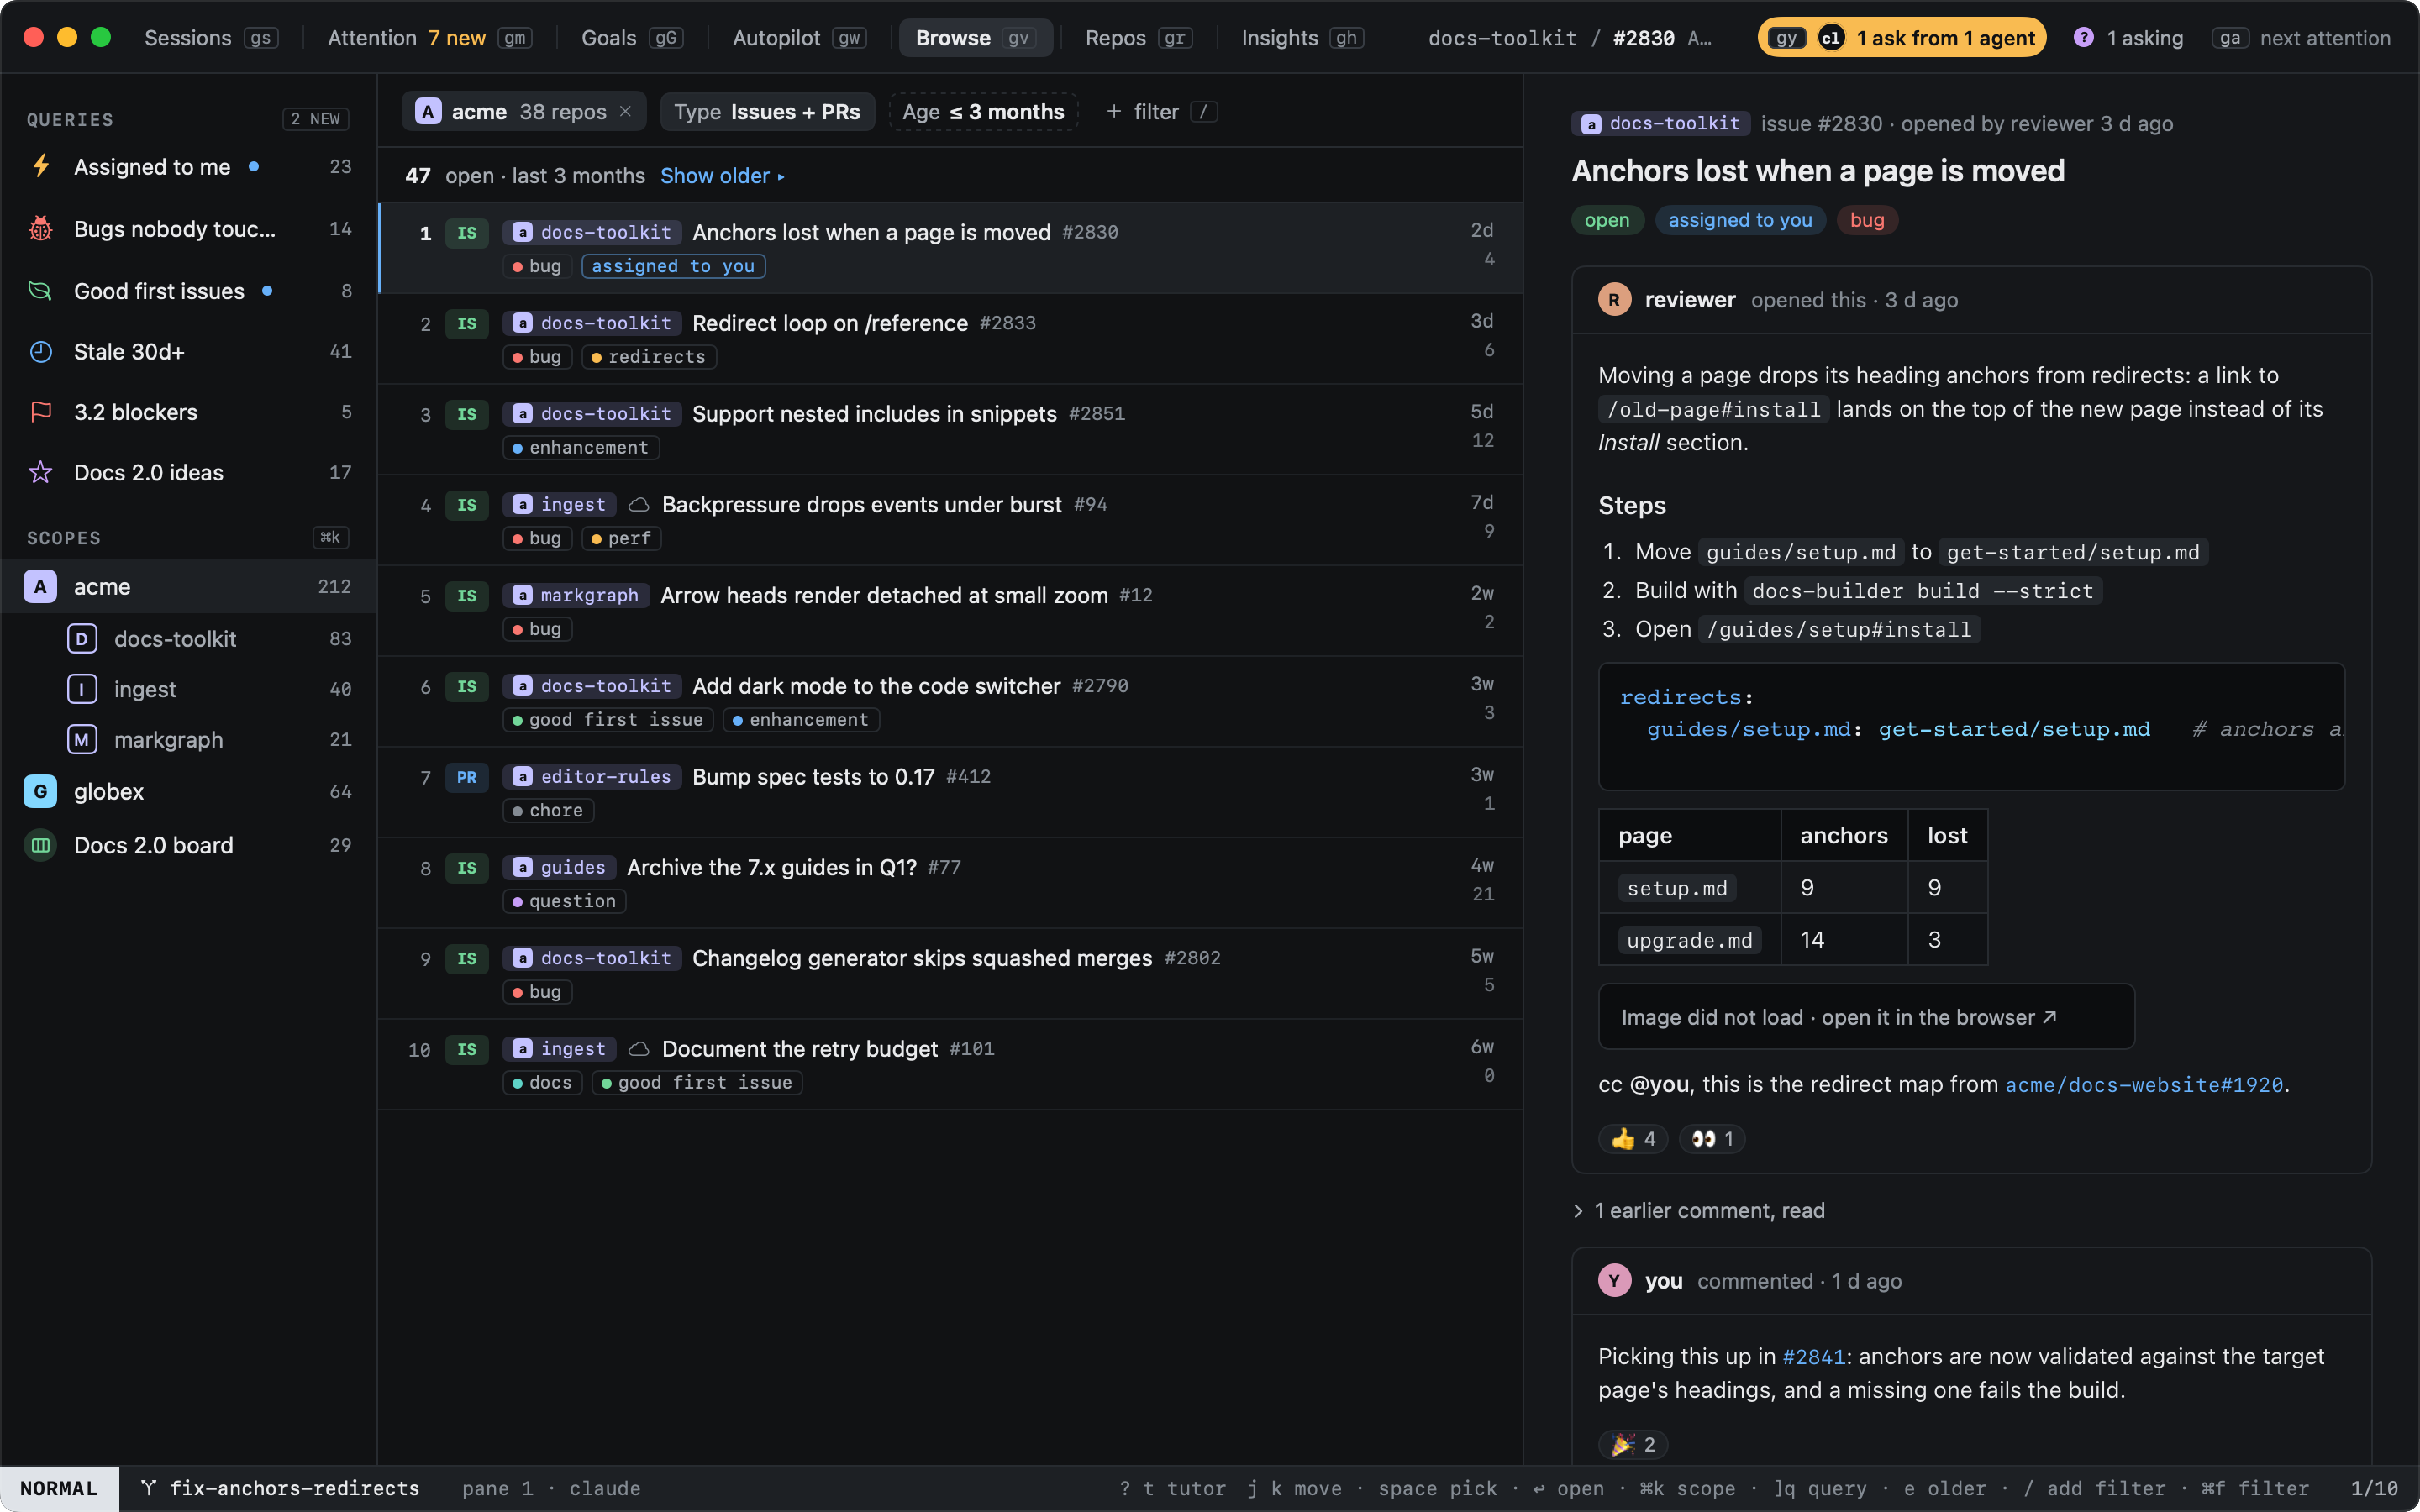 Sessions gs Attention 7 new gm Goals gG Autopilot gw Browse gv Repos gr Insights gh docs-toolkit / #2830 A… gy cl 1 ask from 1 agent ? 1 asking ga next attention
QUERIES 2 NEW
Assigned to me 23
Bugs nobody touc… 14
Good first issues 8
Stale 30d+ 41
3.2 blockers 5
Docs 2.0 ideas 17
SCOPES ⌘k
A acme 212
D docs-toolkit 83
I ingest 40
M markgraph 21
G globex 64
Docs 2.0 board 29
A acme 38 repos × Type Issues + PRs Age ≤ 3 months + filter /
47 open · last 3 months Show older ▸
1 IS a docs-toolkit Anchors lost when a page is moved #2830 2d
bug assigned to you 4
2 IS a docs-toolkit Redirect loop on /reference #2833 3d
bug redirects 6
3 IS a docs-toolkit Support nested includes in snippets #2851 5d
enhancement 12
4 IS a ingest Backpressure drops events under burst #94 7d
bug perf 9
5 IS a markgraph Arrow heads render detached at small zoom #12 2w
bug 2
6 IS a docs-toolkit Add dark mode to the code switcher #2790 3w
good first issue enhancement 3
7 PR a editor-rules Bump spec tests to 0.17 #412 3w
chore 1
8 IS a guides Archive the 7.x guides in Q1? #77 4w
question 21
9 IS a docs-toolkit Changelog generator skips squashed merges #2802 5w
bug 5
10 IS a ingest Document the retry budget #101 6w
docs good first issue 0
a docs-toolkit issue #2830 · opened by reviewer 3 d ago
Anchors lost when a page is moved
open assigned to you bug
R reviewer opened this · 3 d ago
Moving a page drops its heading anchors from redirects: a link to
/old-page#install lands on the top of the new page instead of its
Install section.
Steps
1. Move guides/setup.md to get-started/setup.md
2. Build with docs-builder build --strict
3. Open /guides/setup#install
redirects:
guides/setup.md: get-started/setup.md # anchors a
page anchors lost
setup.md 9 9
upgrade.md 14 3
Image did not load · open it in the browser ↗
cc @you, this is the redirect map from acme/docs-website#1920.
👍 4 👀 1
1 earlier comment, read
Y you commented · 1 d ago
Picking this up in #2841: anchors are now validated against the target
page's headings, and a missing one fails the build.
🎉 2
NORMAL fix-anchors-redirects pane 1 · claude ? t tutor j k move · space pick · ↩ open · ⌘k scope · ]q query · e older · / add filter · ⌘f filter 1/10